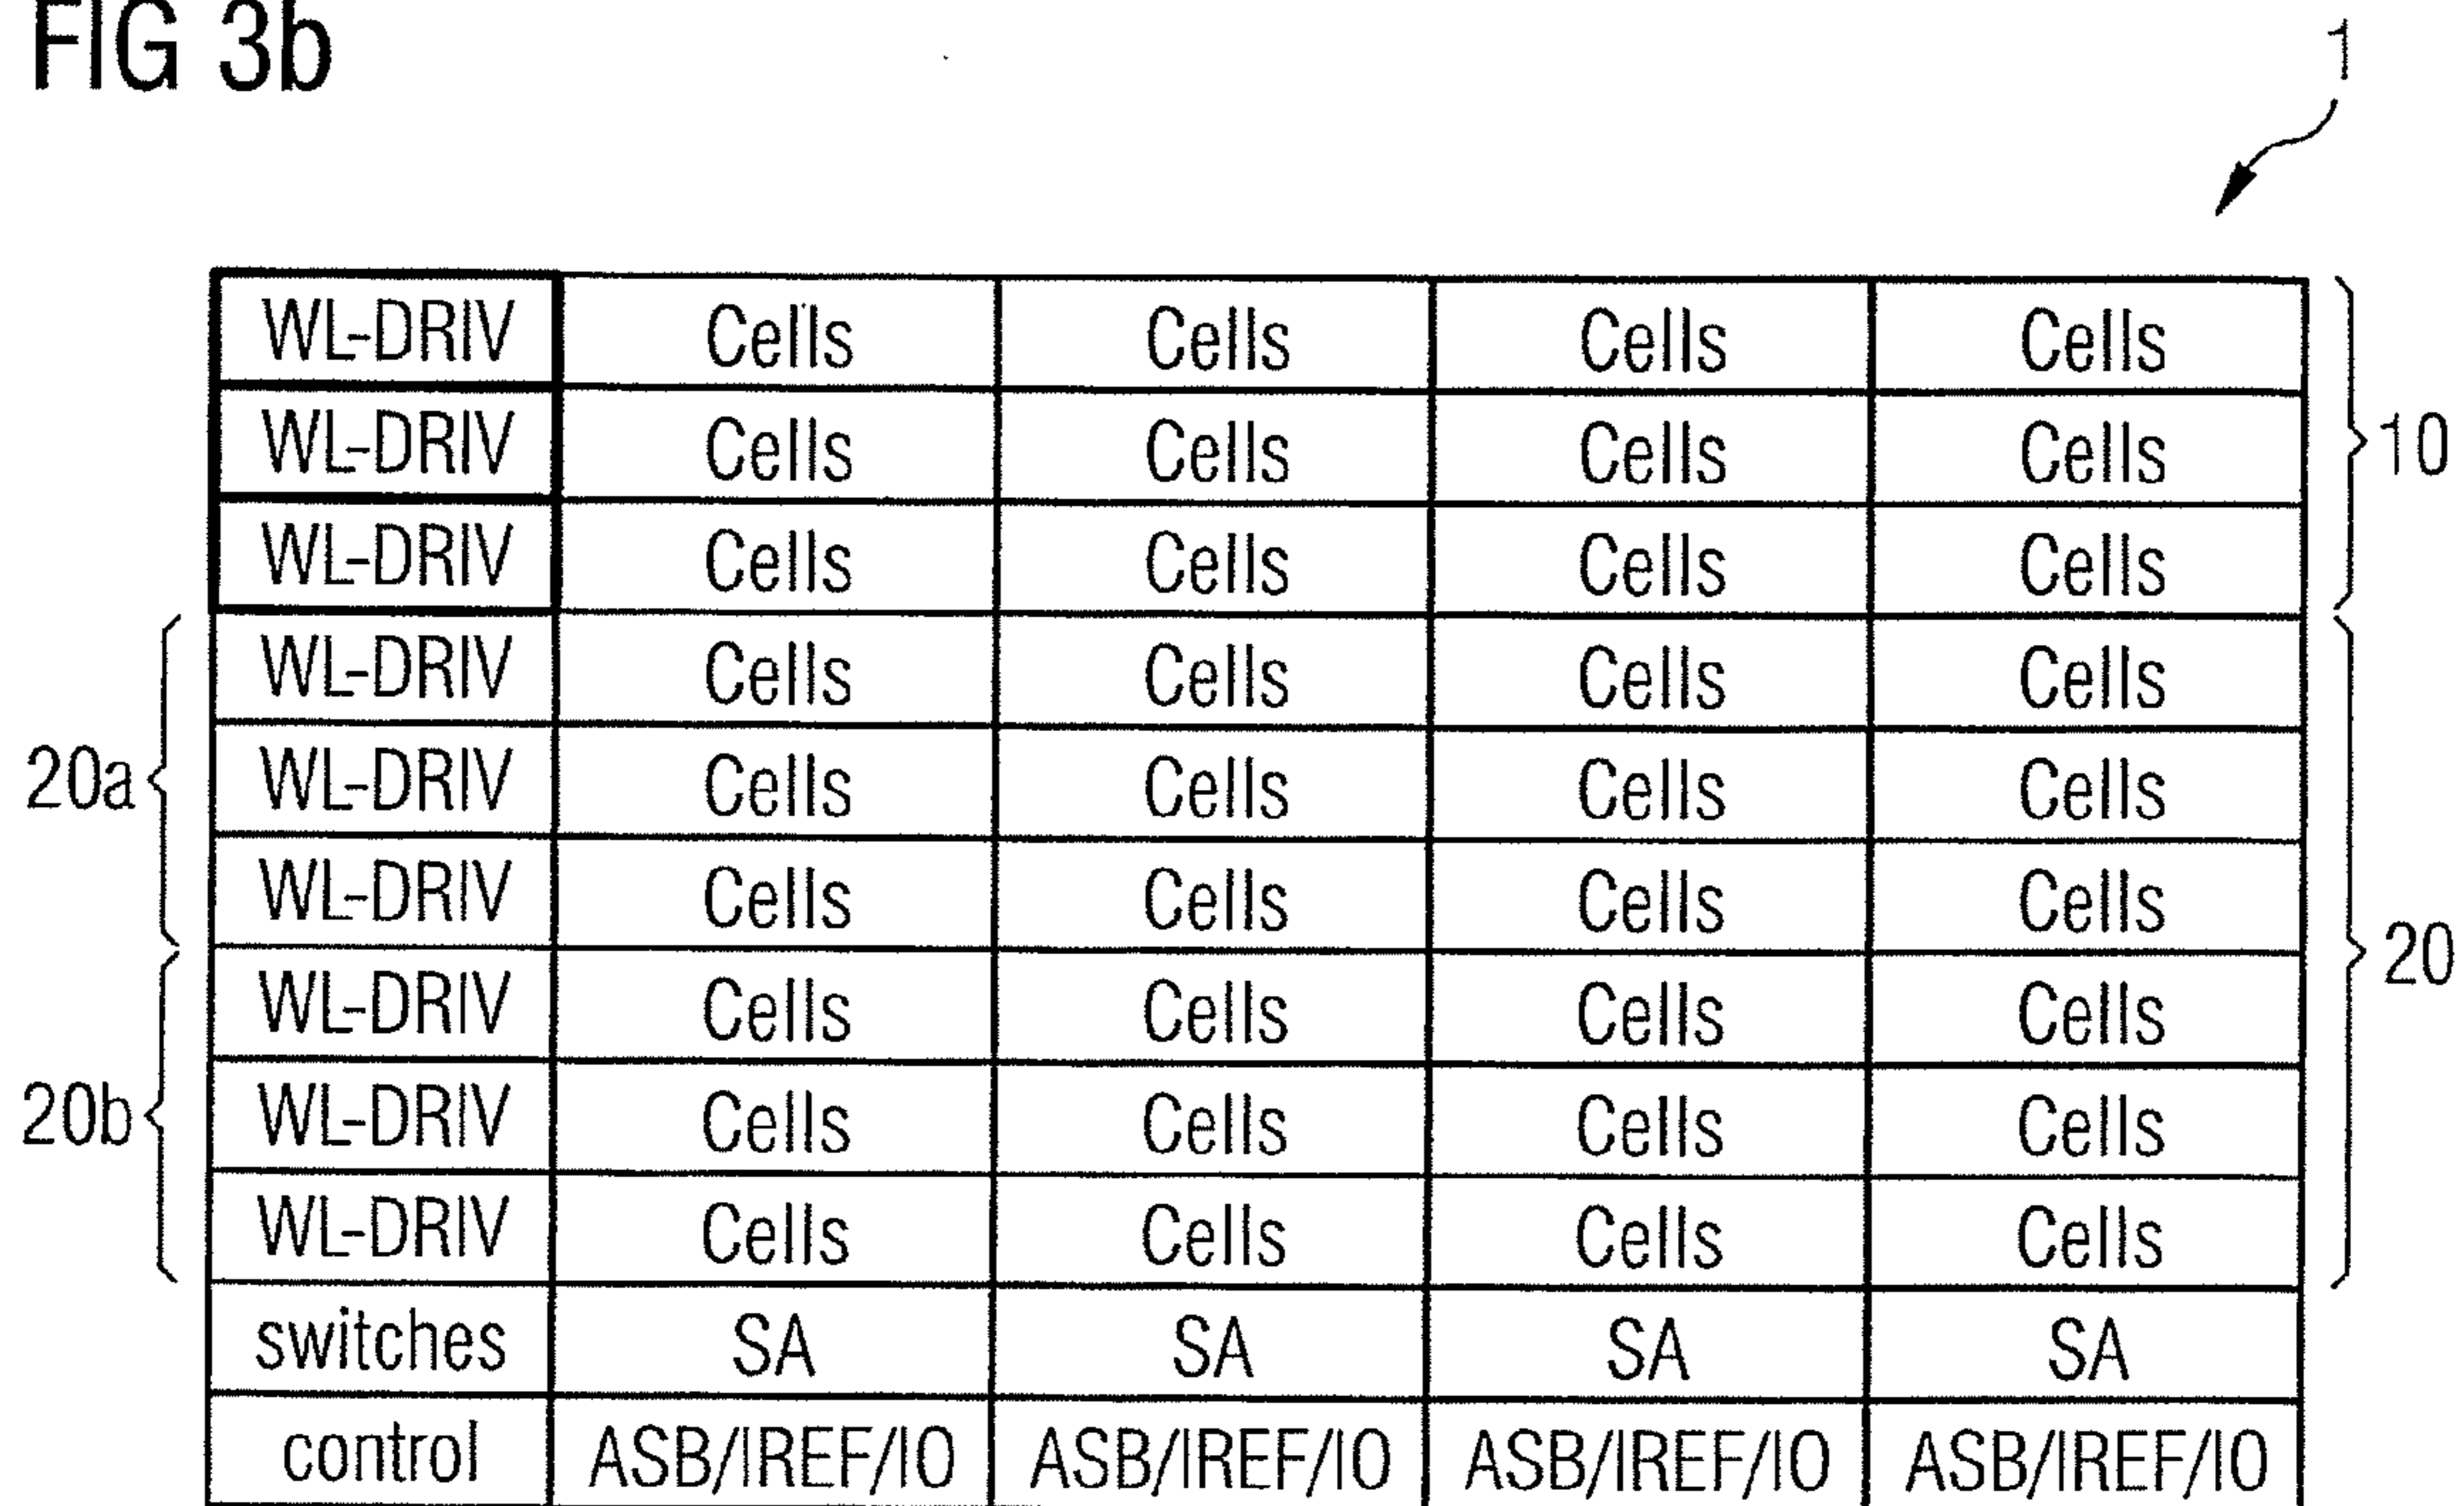 FIG 3b
1
WL-DRIV Cells Cells Cells Cells
WL-DRIV Cells Cells Cells Cells 10
WL-DRIV Cells Cells Cells Cells
WL-DRIV Cells Cells Cells Cells
20a WL-DRIV Cells Cells Cells Cells
WL-DRIV Cells Cells Cells Cells
WL-DRIV Cells Cells Cells Cells 20
20b WL-DRIV Cells Cells Cells Cells
WL-DRIV Cells Cells Cells Cells
switches SA SA SA SA
control ASB/IREF/IO ASB/IREF/IO ASB/IREF/IO ASB/IREF/IO